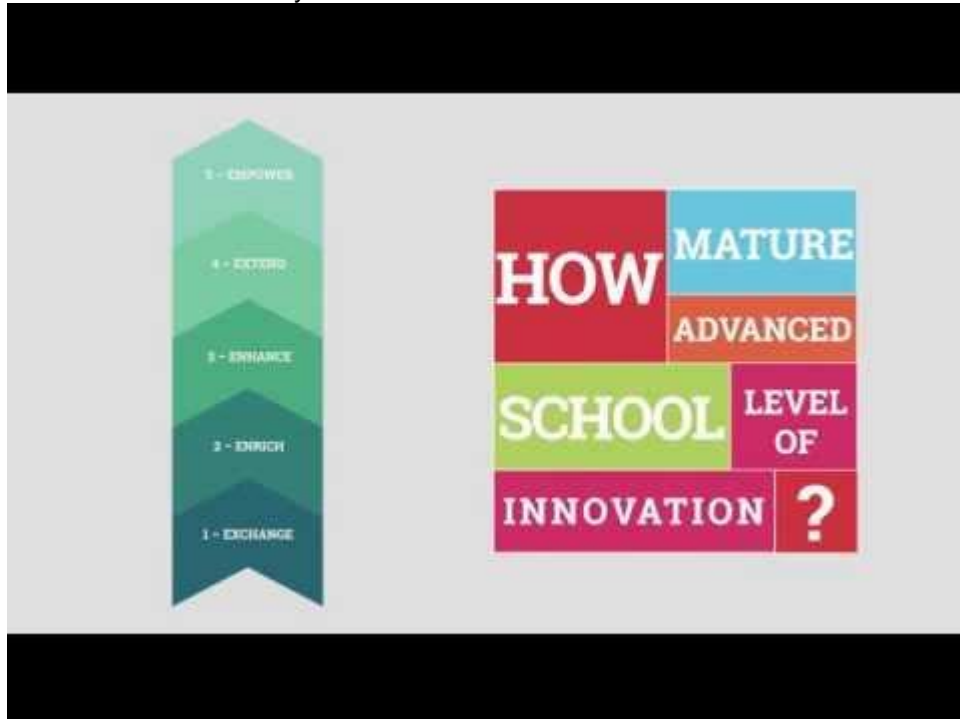 5 - EMPOWER
4 - EXTEND
3 - ENHANCE
2 - ENRICH
1 - EXCHANGE
HOW
MATURE
ADVANCED
SCHOOL
LEVEL
OF
INNOVATION
?